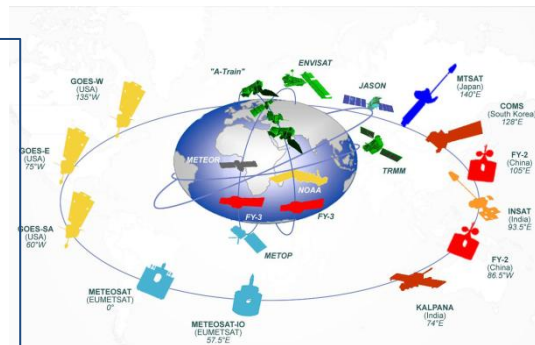 "A-Train"
ENVISAT
JASON
MTSAT
(Japan)
140°E
GOES-W
(USA)
135°W
COMS
(South Korea)
128°E
GOES-E
(USA)
75°W
METEOR
TRMM
FY-2
(China)
105°E
NOAA
INSAT
(India)
93.5°E
FY-3
FY-3
GOES-SA
(USA)
60°W
FY-2
(China)
86.5°W
METOP
METEOSAT
(EUMETSAT)
0°
KALPANA
(India)
74°E
METEOSAT-IO
(EUMETSAT)
57.5°E